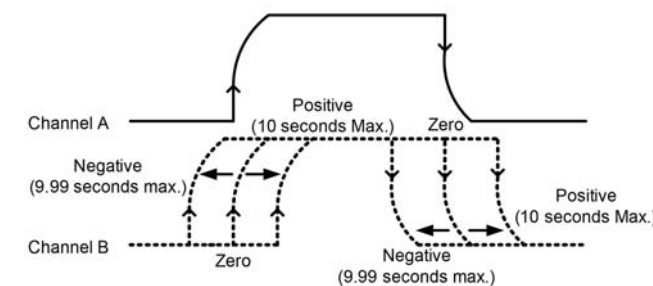 Channel A
Positive
(10 seconds Max.)
Zero
Negative
(9.99 seconds max.)
Positive
(10 seconds Max.)
Channel B
Zero
Negative
(9.99 seconds max.)